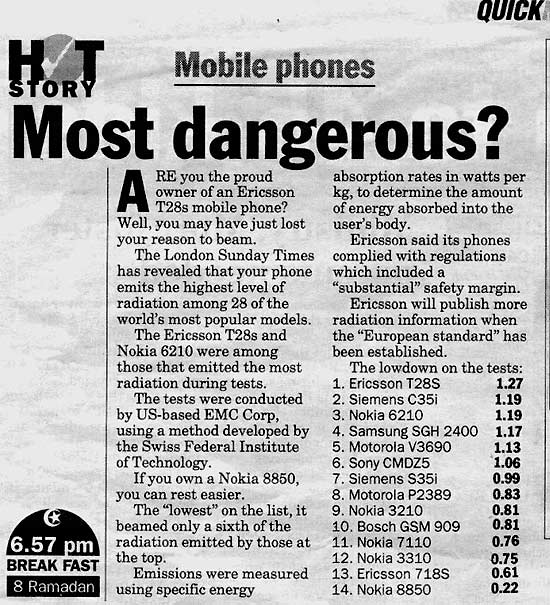 QUICK
HOT
STORY
Mobile phones
Most dangerous?
ARE you the proud
owner of an Ericsson
T28s mobile phone?
Well, you may have just lost
your reason to beam.
The London Sunday Times
has revealed that your phone
emits the highest level of
radiation among 28 of the
world's most popular models.
The Ericsson T28s and
Nokia 6210 were among
those that emitted the most
radiation during tests.
The tests were conducted
by US-based EMC Corp,
using a method developed by
the Swiss Federal Institute
of Technology.
If you own a Nokia 8850,
you can rest easier.
The "lowest" on the list, it
beamed only a sixth of the
radiation emitted by those at
the top.
Emissions were measured
using specific energy
absorption rates in watts per
kg, to determine the amount
of energy absorbed into the
user's body.
Ericsson said its phones
complied with regulations
which included a
"substantial" safety margin.
Ericsson will publish more
radiation information when
the "European standard" has
been established.
The lowdown on the tests:
1. Ericsson T28S 1.27
2. Siemens C35i 1.19
3. Nokia 6210 1.19
4. Samsung SGH 2400 1.17
5. Motorola V3690 1.13
6. Sony CMDZ5 1.06
7. Siemens S35i 0.99
8. Motorola P2389 0.83
9. Nokia 3210 0.81
10. Bosch GSM 909 0.81
11. Nokia 7110 0.76
12. Nokia 3310 0.75
13. Ericsson 718S 0.61
14. Nokia 8850 0.22
6.57 pm
BREAK FAST
8 Ramadan